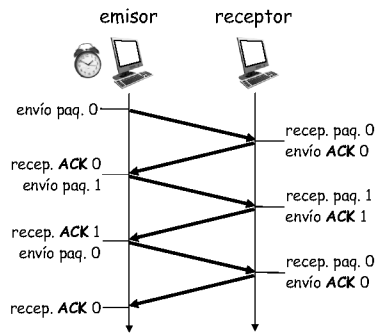 emisor
receptor
envío paq. 0
recep. paq. 0
envío ACK 0
recep. ACK 0
envío paq. 1
recep. paq. 1
envío ACK 1
recep. ACK 1
envío paq. 0
recep. paq. 0
envío ACK 0
recep. ACK 0